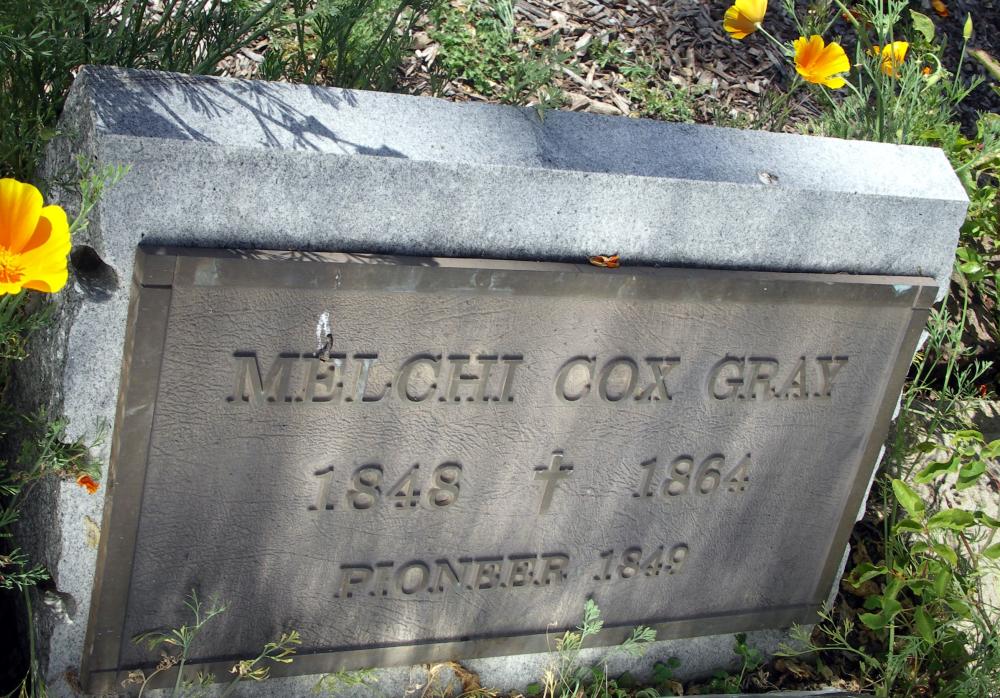 MELCHI COX GRAY
1848 ✝ 1864
PIONEER 1849